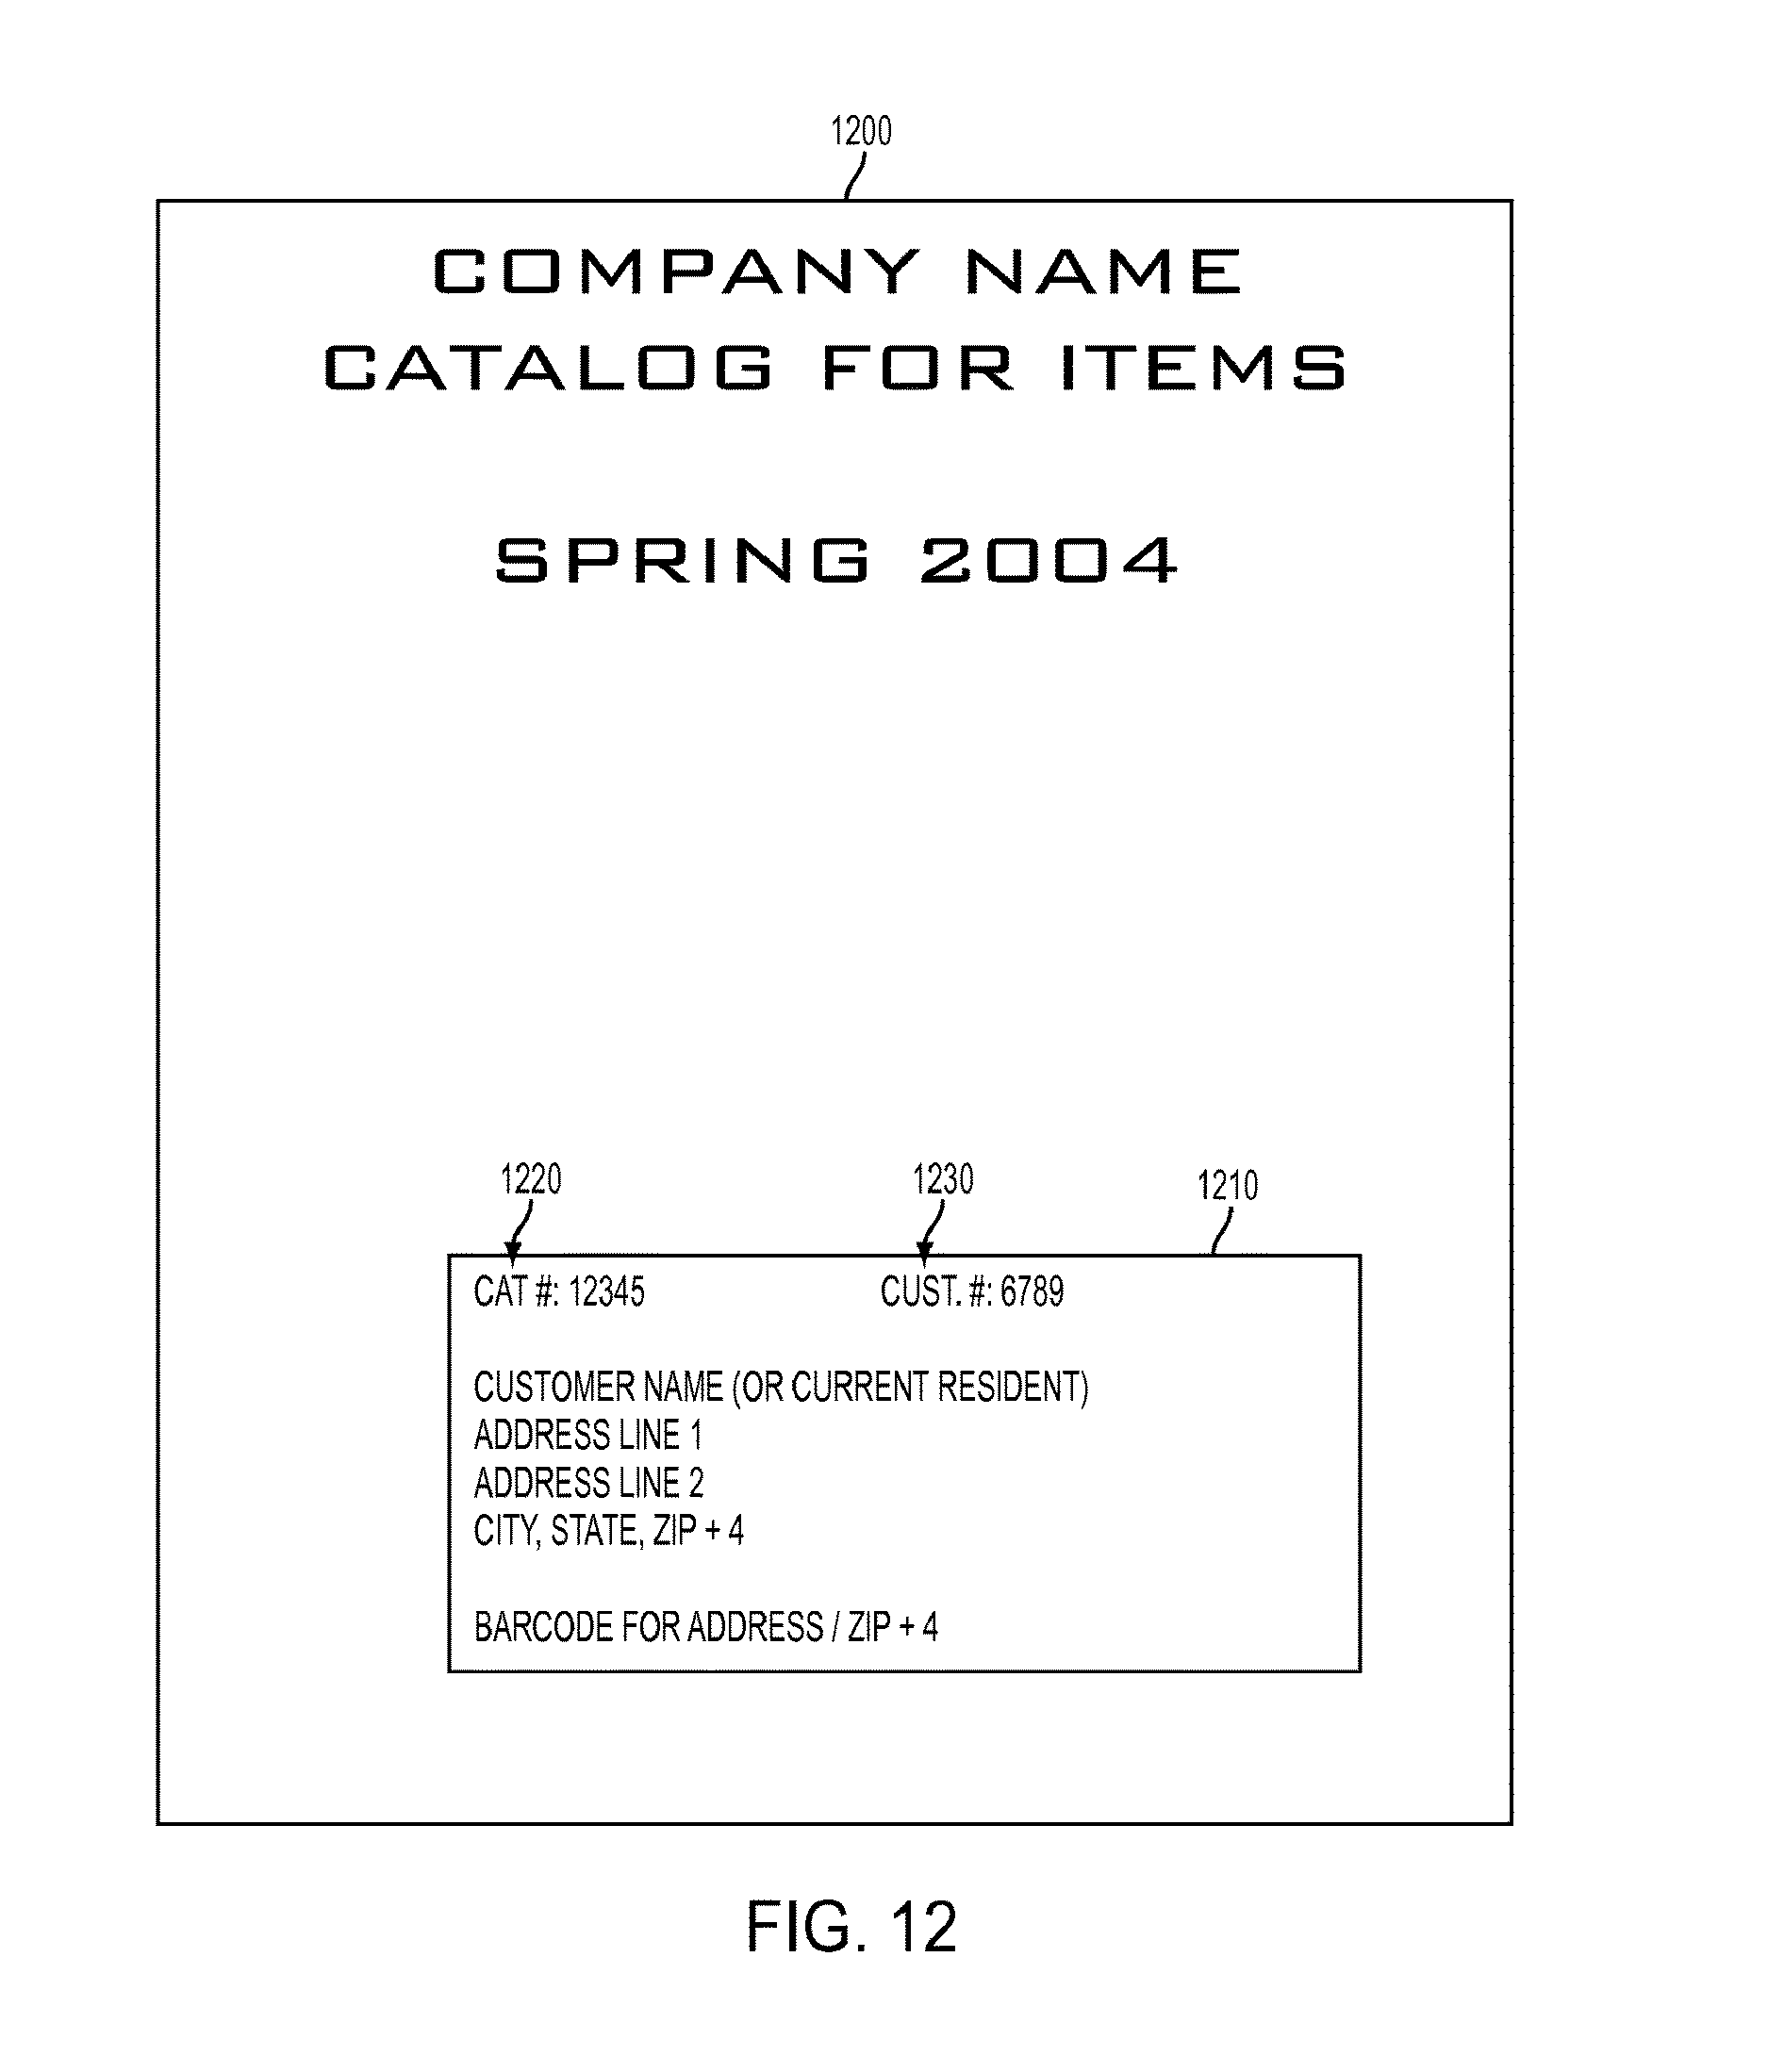 1200
COMPANY NAME
CATALOG FOR ITEMS
SPRING 2004
1220 1230 1210
CAT #: 12345 CUST. #: 6789
CUSTOMER NAME (OR CURRENT RESIDENT)
ADDRESS LINE 1
ADDRESS LINE 2
CITY, STATE, ZIP + 4
BARCODE FOR ADDRESS / ZIP + 4
FIG. 12